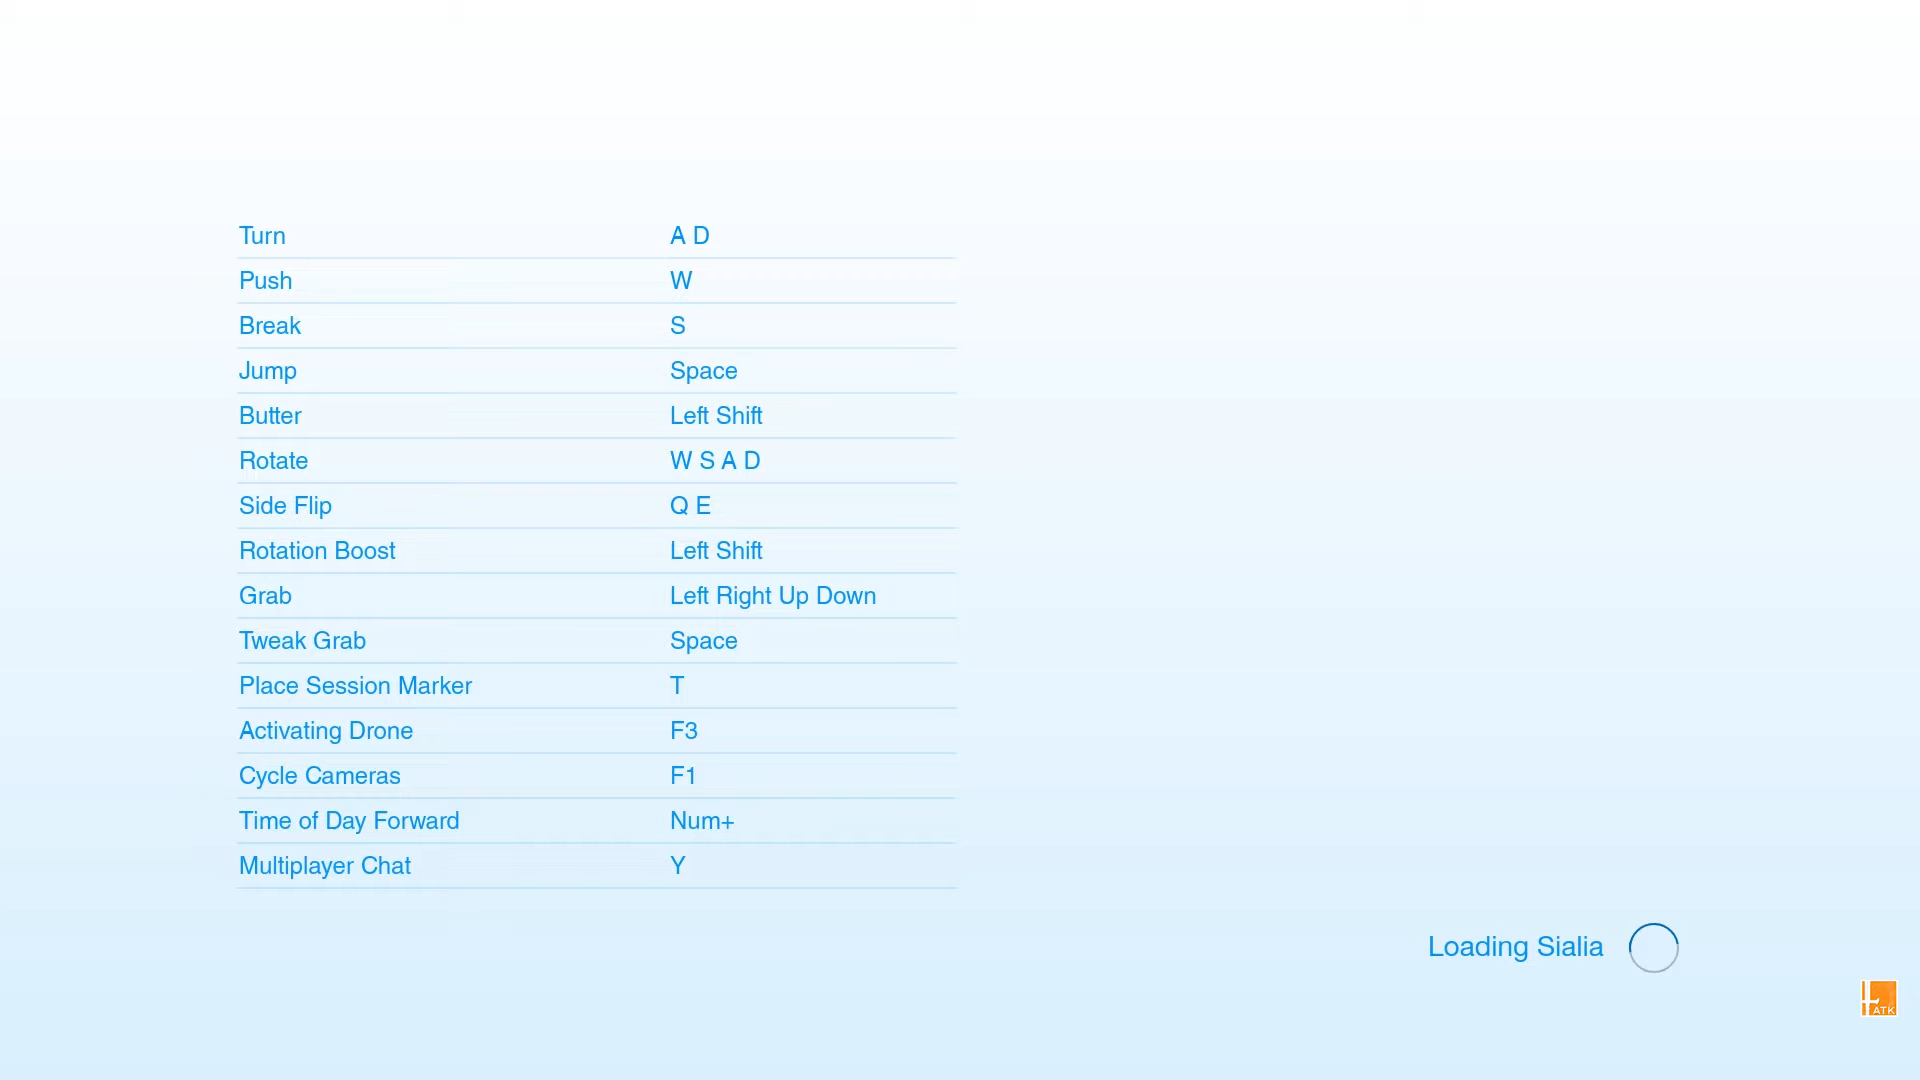 Turn A D
Push W
Break S
Jump Space
Butter Left Shift
Rotate W S A D
Side Flip Q E
Rotation Boost Left Shift
Grab Left Right Up Down
Tweak Grab Space
Place Session Marker T
Activating Drone F3
Cycle Cameras F1
Time of Day Forward Num+
Multiplayer Chat Y
Loading Sialia
ATK